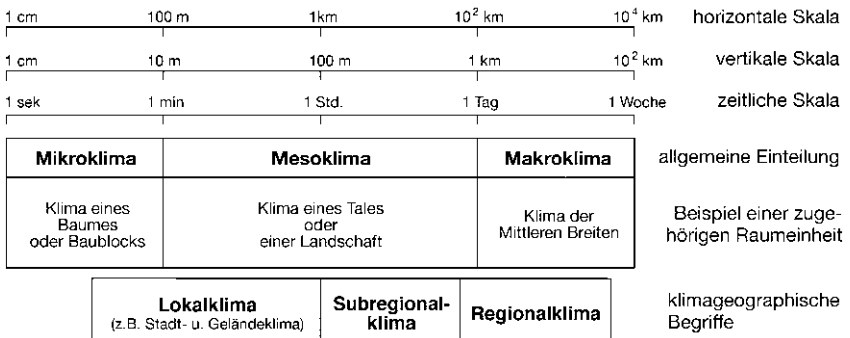 1 cm 100 m 1km 10² km 10⁴ km horizontale Skala
1 cm 10 m 100 m 1 km 10² km vertikale Skala
1 sek 1 min 1 Std. 1 Tag 1 Woche zeitliche Skala
Mikroklima Mesoklima Makroklima allgemeine Einteilung
Klima eines
Baumes
oder Baublocks
Klima eines Tales
oder
einer Landschaft
Klima der
Mittleren Breiten
Beispiel einer zuge-
hörigen Raumeinheit
Lokalklima
(z.B. Stadt- u. Geländeklima)
Subregional-
klima
Regionalklima
klimageographische
Begriffe